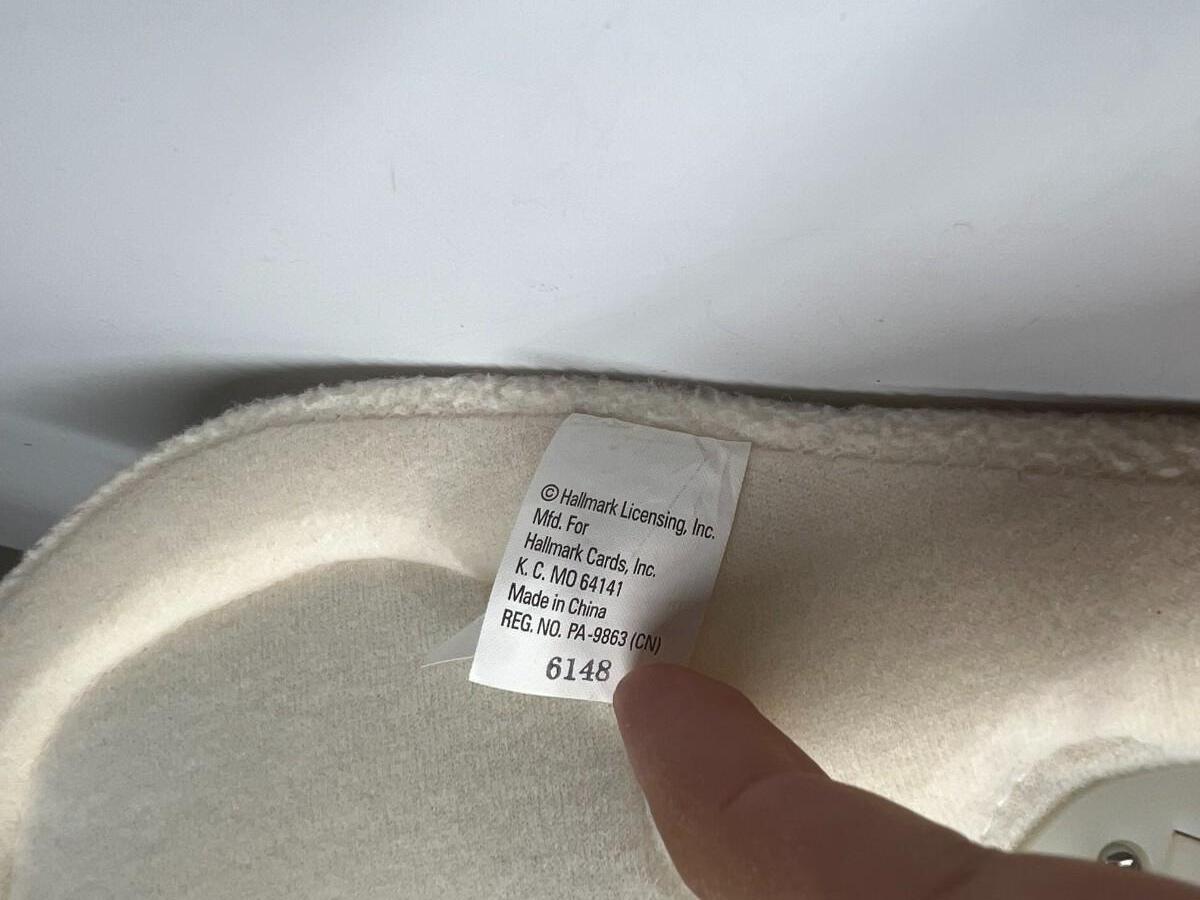 © Hallmark Licensing, Inc.
Mfd. For
Hallmark Cards, Inc.
K. C. MO 64141
Made in China
REG. NO. PA-9863 (CN)
6148